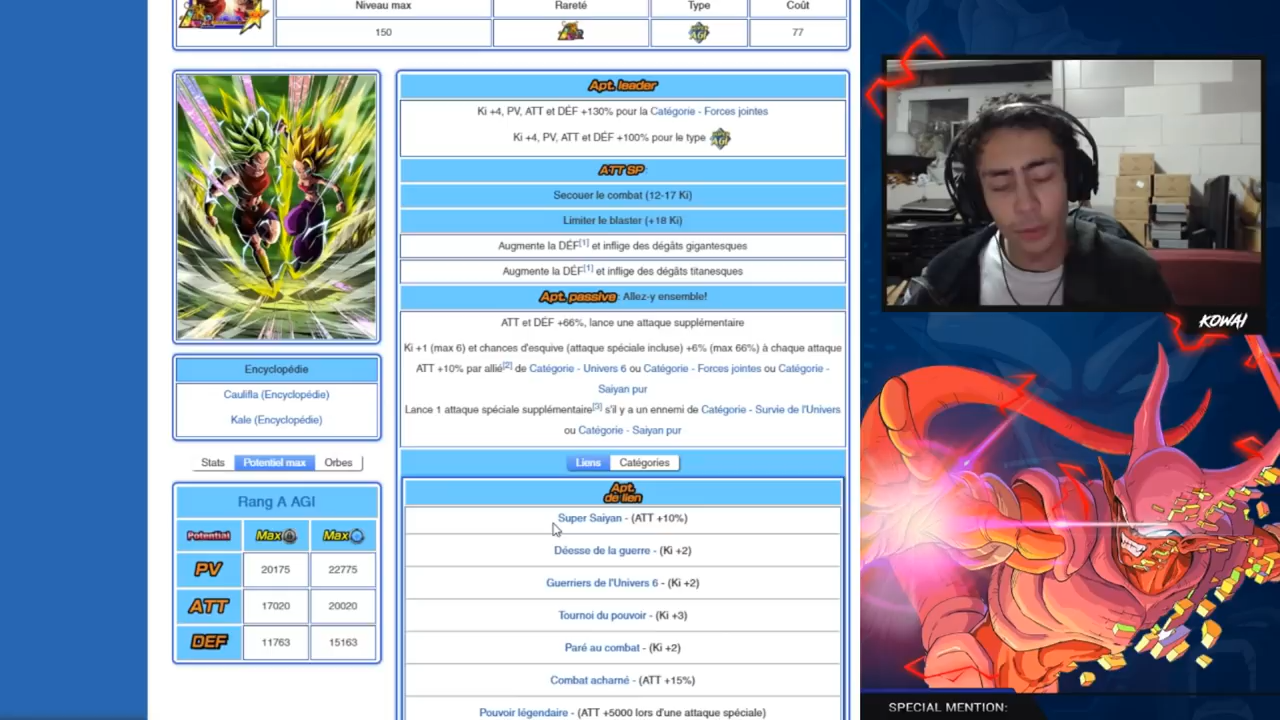 Niveau max
Rareté
Type
Coût
150
77
AGI
Apt. leader
Ki +4, PV, ATT et DÉF +130% pour la Catégorie - Forces jointes
Ki +4, PV, ATT et DÉF +100% pour le type AGI
ATT SP:
Secouer le combat (12-17 Ki)
Limiter le blaster (+18 Ki)
Augmente la DÉF[1] et inflige des dégâts gigantesques
Augmente la DÉF[1] et inflige des dégâts titanesques
Apt. passive: Allez-y ensemble!
ATT et DÉF +66%, lance une attaque supplémentaire
Ki +1 (max 6) et chances d'esquive (attaque spéciale incluse) +6% (max 66%) à chaque attaque
ATT +10% par allié[2] de Catégorie - Univers 6 ou Catégorie - Forces jointes ou Catégorie -
Saiyan pur
Lance 1 attaque spéciale supplémentaire[3] s'il y a un ennemi de Catégorie - Survie de l'Univers
ou Catégorie - Saiyan pur
Encyclopédie
Caulifla (Encyclopédie)
Kale (Encyclopédie)
Stats
Potentiel max
Orbes
Rang A AGI
Potential
Max
Max
PV
20175
22775
ATT
17020
20020
DEF
11763
15163
Liens
Catégories
Apt.
de lien
Super Saiyan - (ATT +10%)
Déesse de la guerre - (Ki +2)
Guerriers de l'Univers 6 - (Ki +2)
Tournoi du pouvoir - (Ki +3)
Paré au combat - (Ki +2)
Combat acharné - (ATT +15%)
Pouvoir légendaire - (ATT +5000 lors d'une attaque spéciale)
KOWAI
SPECIAL MENTION: